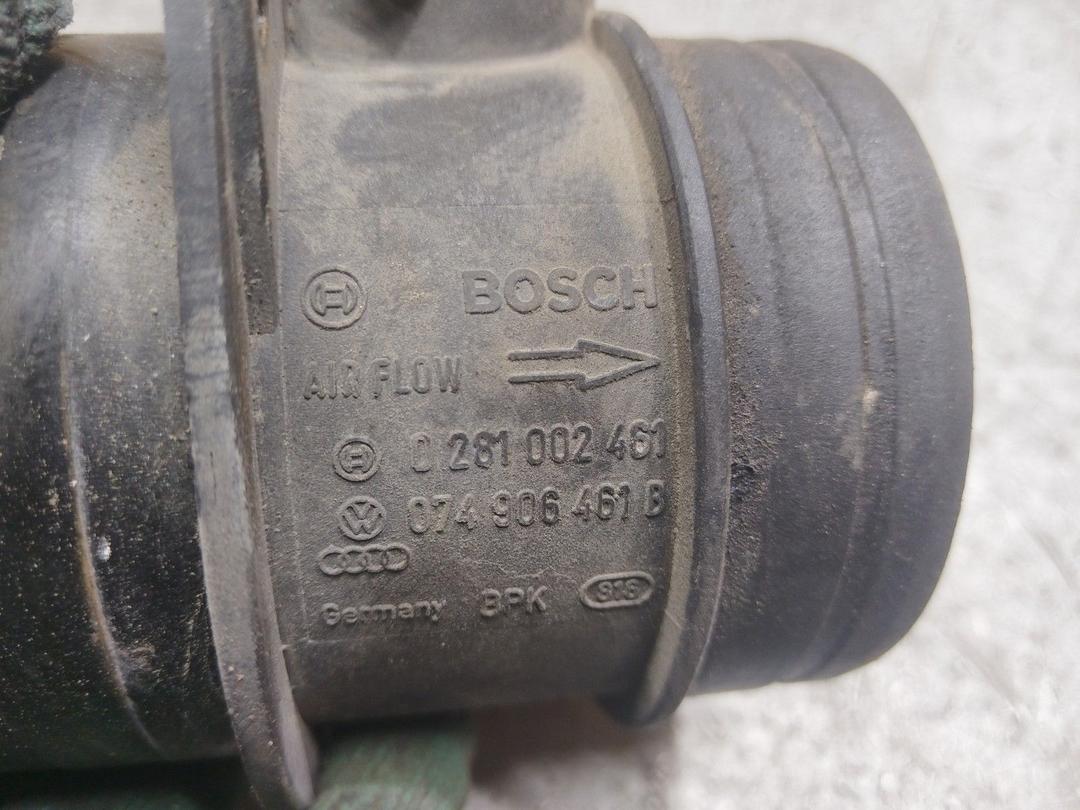 BOSCH
AIR FLOW
0 281 002 461
074 906 461 B
Germany BPK